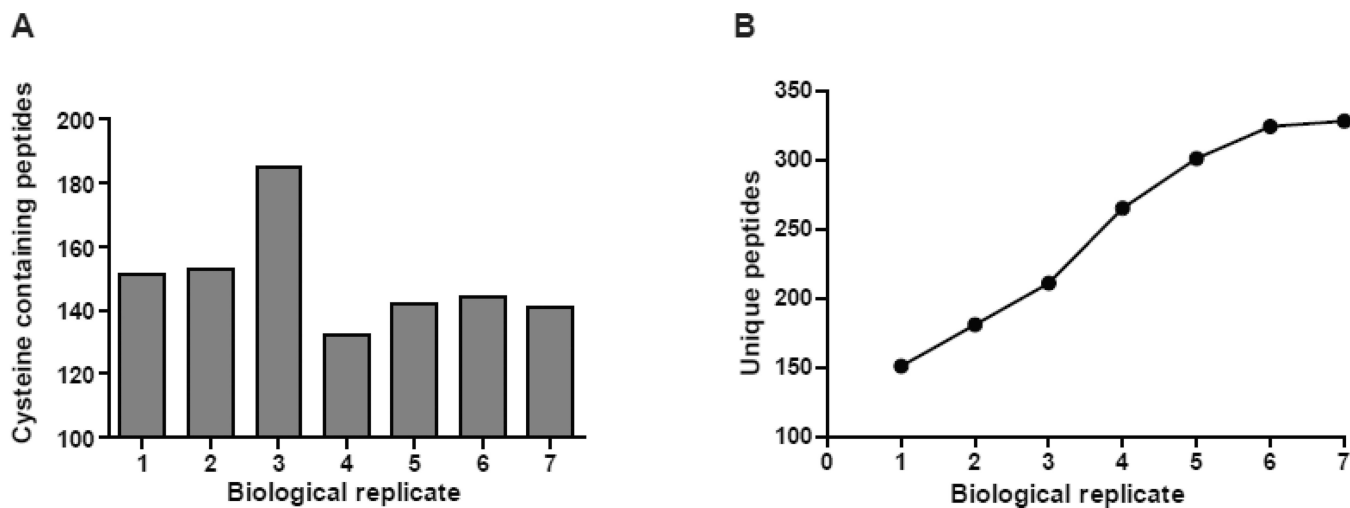 A
Cysteine containing peptides
200
180
160
140
120
100
1 2 3 4 5 6 7
Biological replicate
B
Unique peptides
350
300
250
200
150
100
0 1 2 3 4 5 6 7
Biological replicate